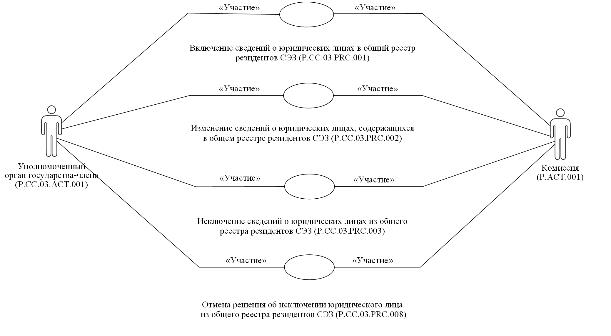 «Участие» «Участие»
Включение сведений о юридических лицах в общий реестр
резидентов СЭЗ (P.CC.03.PRC.001)
«Участие» «Участие»
Изменение сведений о юридических лицах, содержащихся
в общем реестре резидентов СЭЗ (P.CC.03.PRC.002)
Уполномоченный
орган государства-члена
(P.CC.03.ACT.001)
Комиссия
(P.ACT.001)
«Участие» «Участие»
Исключение сведений о юридических лицах из общего
реестра резидентов СЭЗ (P.CC.03.PRC.003)
«Участие» «Участие»
Отмена решения об исключении юридического лица
из общего реестра резидентов СЭЗ (P.CC.03.PRC.008)